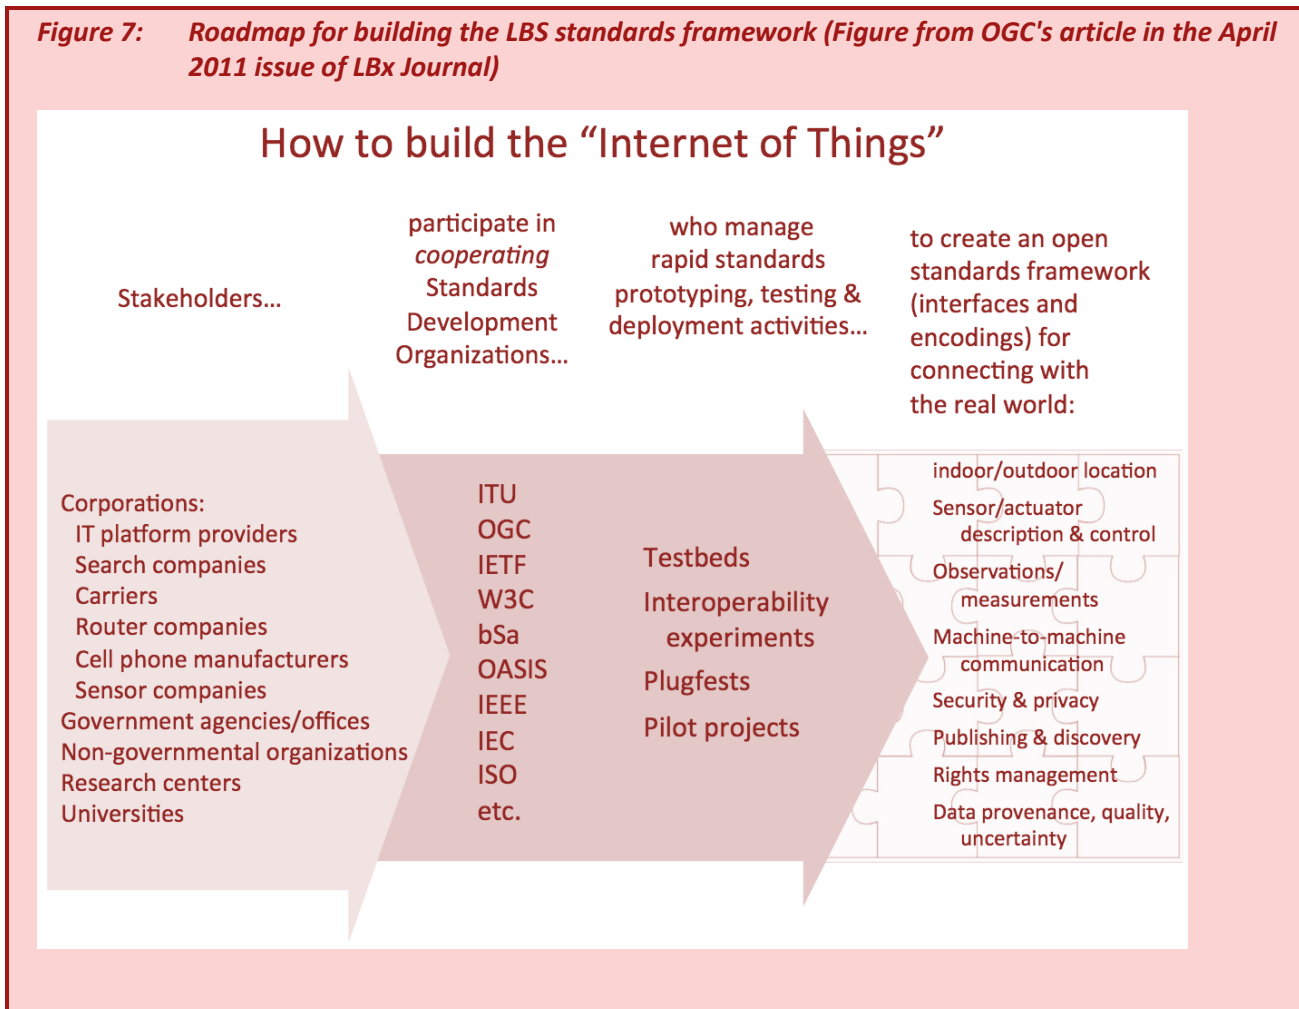 Figure 7: Roadmap for building the LBS standards framework (Figure from OGC's article in the April
2011 issue of LBx Journal)
How to build the “Internet of Things”
Stakeholders...
participate in
cooperating
Standards
Development
Organizations...
who manage
rapid standards
prototyping, testing &
deployment activities...
to create an open
standards framework
(interfaces and
encodings) for
connecting with
the real world:
Corporations:
IT platform providers
Search companies
Carriers
Router companies
Cell phone manufacturers
Sensor companies
Government agencies/offices
Non-governmental organizations
Research centers
Universities
ITU
OGC
IETF
W3C
bSa
OASIS
IEEE
IEC
ISO
etc.
Testbeds
Interoperability
experiments
Plugfests
Pilot projects
indoor/outdoor location
Sensor/actuator
description & control
Observations/
measurements
Machine-to-machine
communication
Security & privacy
Publishing & discovery
Rights management
Data provenance, quality,
uncertainty